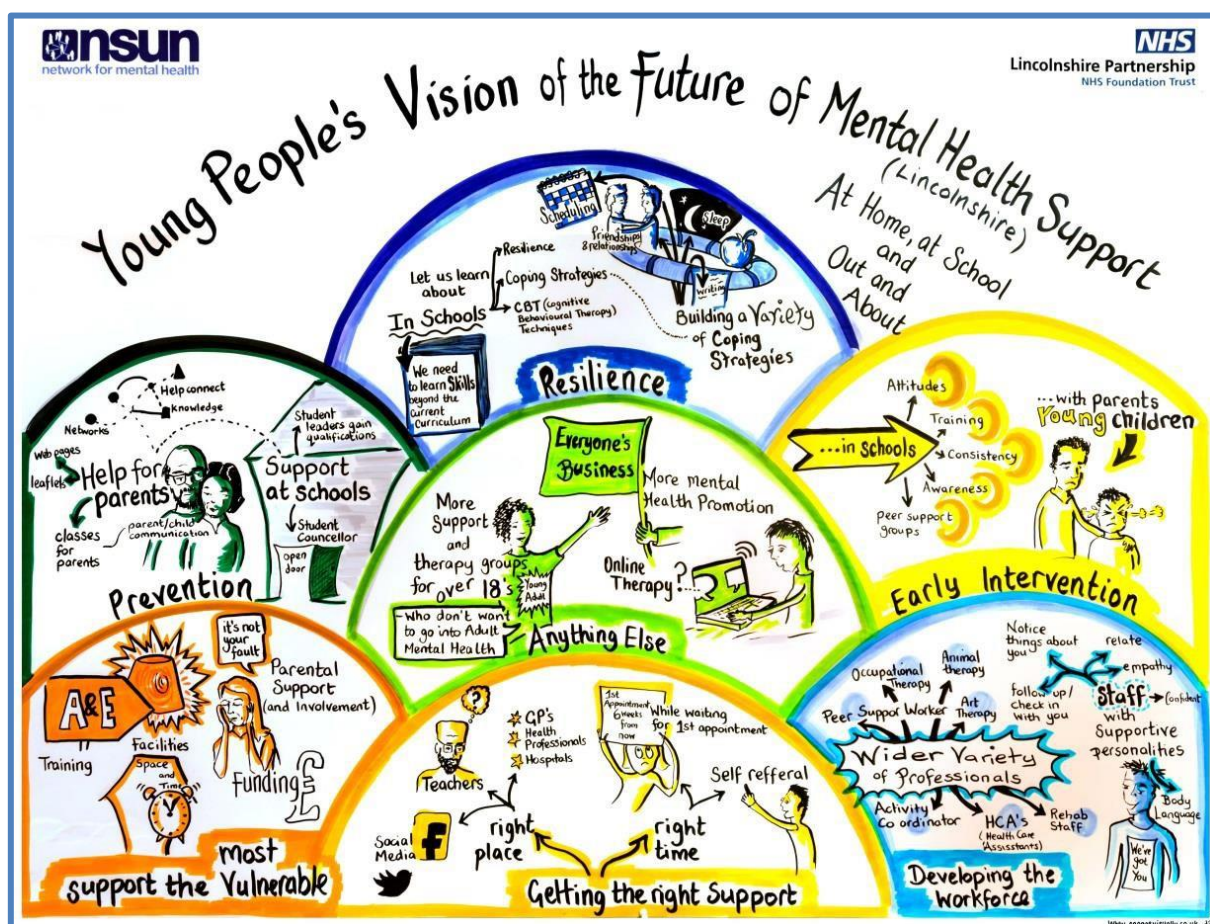 nsun
network for mental health
NHS
Lincolnshire Partnership
NHS Foundation Trust
Young People's Vision of the Future of Mental Health Support
(Lincolnshire)
At Home, at School
and
Out and
About
Scheduling
Friendships
& relationships
Sleep
writing
Let us learn
about
In Schools
Resilience
Coping Strategies
CBT (Cognitive
Behavioural Therapy)
Techniques
We need
to learn Skills
beyond the
current
Curriculum
Building a Variety
of Coping
Strategies
Resilience
Help connect
knowledge
Networks
Web pages
leaflets
Help for
parents
classes for
parents
parent/child
communication
Student
leaders gain
qualifications
Support
at schools
Student
Councellor
open
door
Prevention
Everyone's
Business
More
Support
and
therapy groups
for over 18's
Young
Adult
- Who don't want
to go into Adult
Mental Health
More mental
Health Promotion
Online
Therapy?
Anything Else
...in schools
Attitudes
Training
Consistency
Awareness
Peer support
groups
...with parents
Young children
Early Intervention
A&E
Training
Facilities
Space
and
Time
it's not
your
fault
Parental
Support
(and Involvement)
Funding £
support the most Vulnerable
?
Teachers
GP's
Health
Professionals
Hospitals
Social
Media
f
right
place
1st
Appointment
6 weeks
from
now
While waiting
for 1st appointment
Self refferal
right
time
Getting the right Support
Occupational
Therapy
Animal
therapy
Peer Support Worker
Art
Therapy
Wider Variety
of Professionals
Activity
Co ordinator
HCA's
(Health Care
Assisstants)
Rehab
Staff
Notice
things about
you
relate
empathy
Follow up/
check in
with you
Staff
Confident
with
Supportive
personalities
Body
Language
We've
got
You
Developing the
workforce